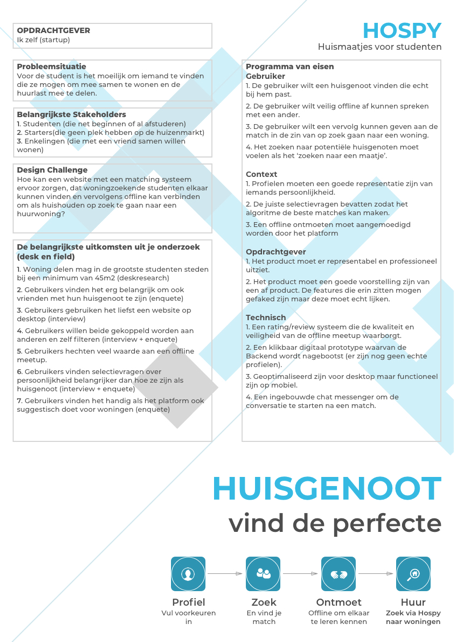 OPDRACHTGEVER
Ik zelf (startup)
HOSPY
Huismaatjes voor studenten
Probleemsituatie
Voor de student is het moeilijk om iemand te vinden
die ze mogen om mee samen te wonen en de
huurlast mee te delen.
Belangrijkste Stakeholders
1. Studenten (die net beginnen of al afstuderen)
2. Starters(die geen plek hebben op de huizenmarkt)
3. Enkelingen (die met een vriend samen willen
wonen)
Design Challenge
Hoe kan een website met een matching systeem
ervoor zorgen, dat woningzoekende studenten elkaar
kunnen vinden en vervolgens offline kan verbinden
om als huishouden op zoek te gaan naar een
huurwoning?
De belangrijkste uitkomsten uit je onderzoek
(desk en field)
1. Woning delen mag in de grootste studenten steden
bij een minimum van 45m2 (deskresearch)
2. Gebruikers vinden het erg belangrijk om ook
vrienden met hun huisgenoot te zijn (enquete)
3. Gebruikers gebruiken het liefst een website op
desktop (interview)
4. Gebruikers willen beide gekoppeld worden aan
anderen en zelf filteren (interview + enquete)
5. Gebruikers hechten veel waarde aan een offline
meetup.
6. Gebruikers vinden selectievragen over
persoonlijkheid belangrijker dan hoe ze zijn als
huisgenoot (interview + enquete)
7. Gebruikers vinden het handig als het platform ook
suggestich doet voor woningen (enquete)
Programma van eisen
Gebruiker
1. De gebruiker wilt een huisgenoot vinden die echt
bij hem past.
2. De gebruiker wilt veilig offline af kunnen spreken
met een ander.
3. De gebruiker wilt een vervolg kunnen geven aan de
match in de zin van op zoek gaan naar een woning.
4. Het zoeken naar potentiële huisgenoten moet
voelen als het 'zoeken naar een maatje'.
Context
1. Profielen moeten een goede representatie zijn van
iemands persoonlijkheid.
2. De juiste selectievragen bevatten zodat het
algoritme de beste matches kan maken.
3. Een offline ontmoeten moet aangemoedigd
worden door het platform
Opdrachtgever
1. Het product moet er representabel en professioneel
uitziet.
2. Het product moet een goede voorstelling zijn van
een af product. De features die erin zitten mogen
gefaked zijn maar deze moet echt lijken.
Technisch
1. Een rating/review systeem die de kwaliteit en
veiligheid van de offline meetup waarborgt.
2. Een klikbaar digitaal prototype waarvan de
Backend wordt nagebootst (er zijn nog geen echte
profielen).
3. Geoptimaliseerd zijn voor desktop maar functioneel
zijn op mobiel.
4. Een ingebouwde chat messenger om de
conversatie te starten na een match.
HUISGENOOT
vind de perfecte
Profiel
Vul voorkeuren
in
Zoek
En vind je
match
Ontmoet
Offline om elkaar
te leren kennen
Huur
Zoek via Hospy
naar woningen